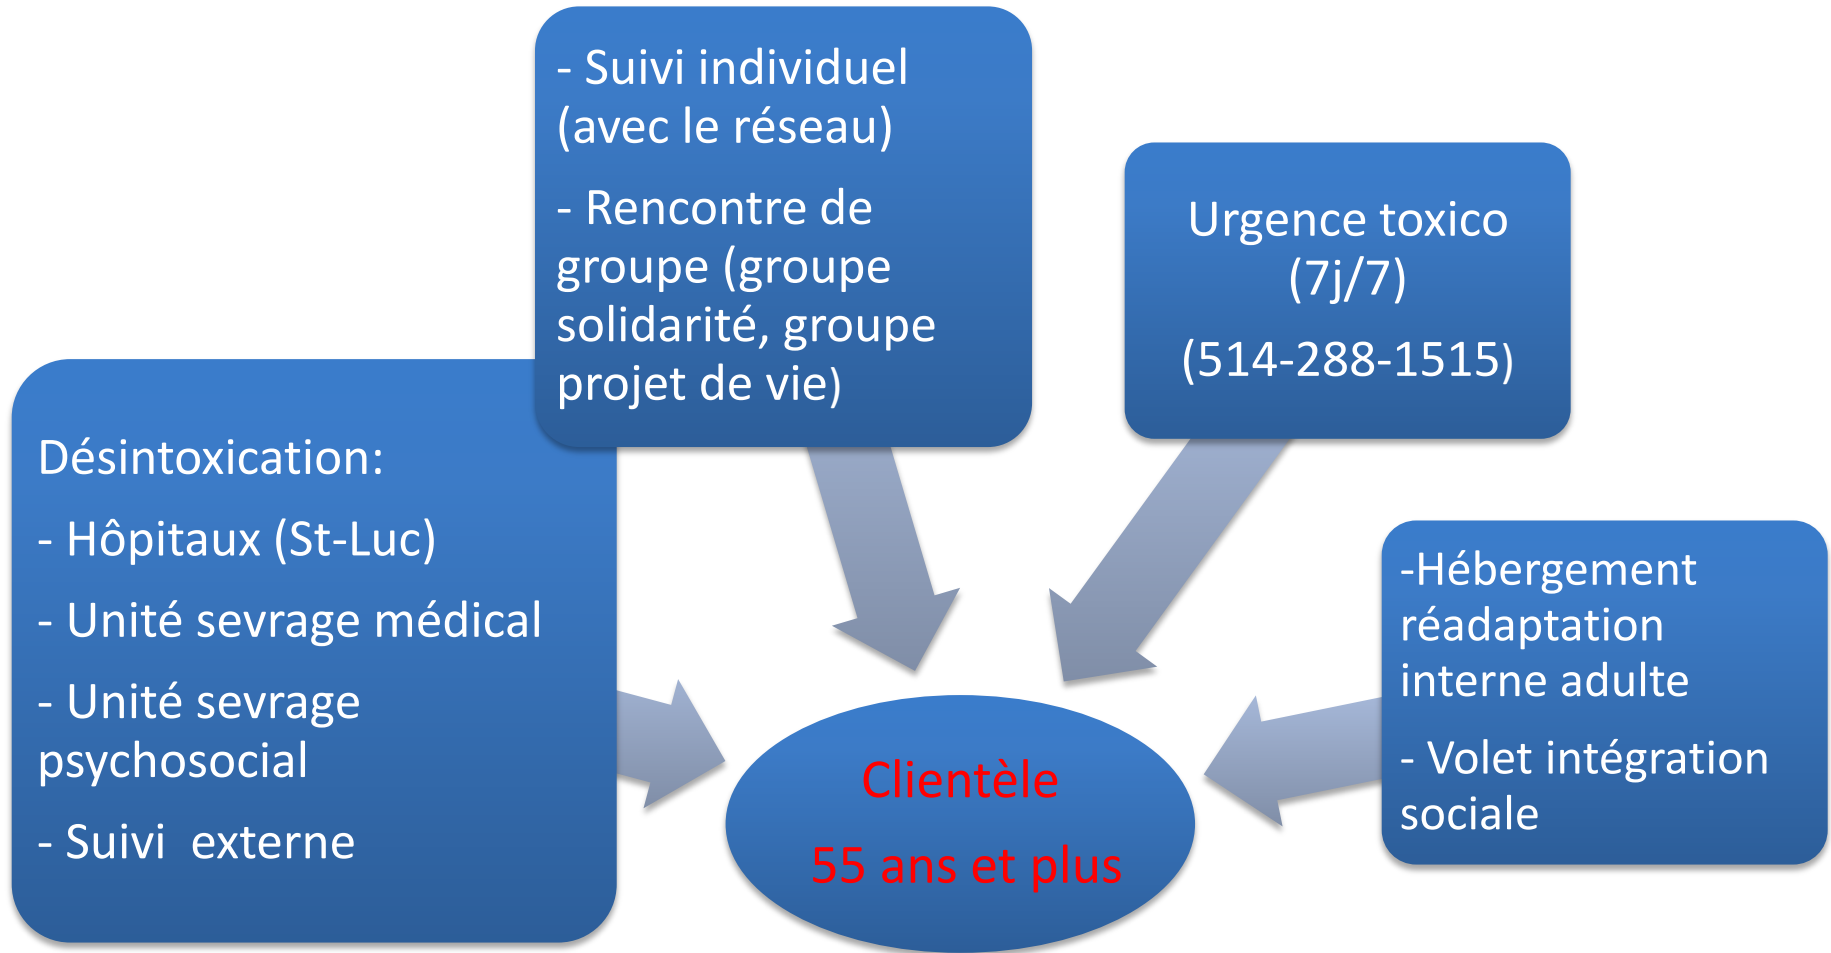 - Suivi individuel
(avec le réseau)
- Rencontre de
groupe (groupe
solidarité, groupe
projet de vie)
Urgence toxico
(7j/7)
(514-288-1515)
Désintoxication:
- Hôpitaux (St-Luc)
- Unité sevrage médical
- Unité sevrage
psychosocial
- Suivi  externe
-Hébergement
réadaptation
interne adulte
- Volet intégration
sociale
Clientèle
55 ans et plus